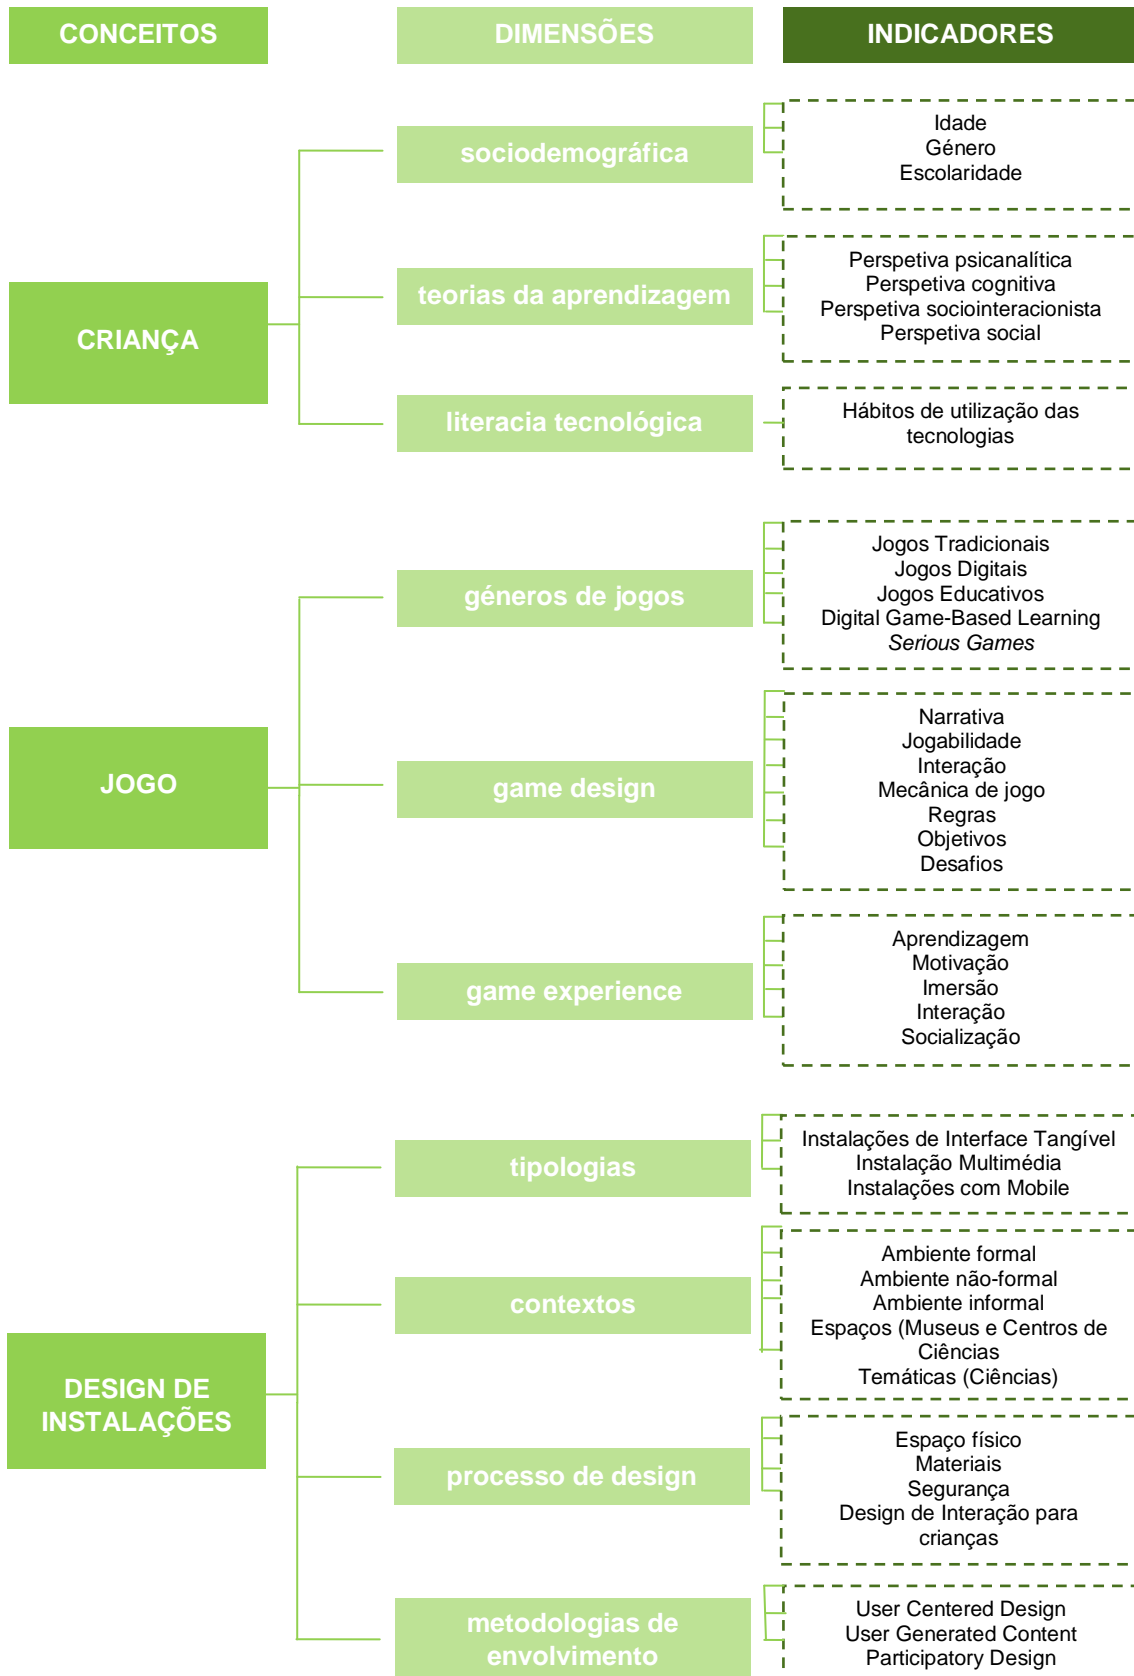 CONCEITOS
DIMENSÕES
INDICADORES
CRIANÇA
sociodemográfica
Idade
Género
Escolaridade
teorias da aprendizagem
Perspetiva psicanalítica
Perspetiva cognitiva
Perspetiva sociointeracionista
Perspetiva social
literacia tecnológica
Hábitos de utilização das
tecnologias
JOGO
géneros de jogos
Jogos Tradicionais
Jogos Digitais
Jogos Educativos
Digital Game-Based Learning
Serious Games
game design
Narrativa
Jogabilidade
Interação
Mecânica de jogo
Regras
Objetivos
Desafios
game experience
Aprendizagem
Motivação
Imersão
Interação
Socialização
DESIGN DE
INSTALAÇÕES
tipologias
Instalações de Interface Tangível
Instalação Multimédia
Instalações com Mobile
contextos
Ambiente formal
Ambiente não-formal
Ambiente informal
Espaços (Museus e Centros de
Ciências
Temáticas (Ciências)
processo de design
Espaço físico
Materiais
Segurança
Design de Interação para
crianças
metodologias de
envolvimento
User Centered Design
User Generated Content
Participatory Design